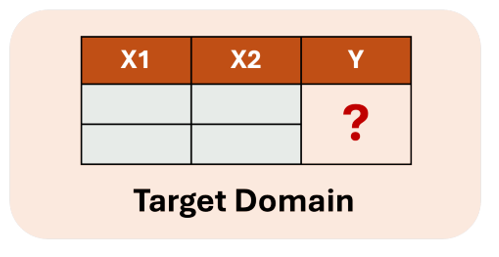 X1 X2 Y
?
Target Domain